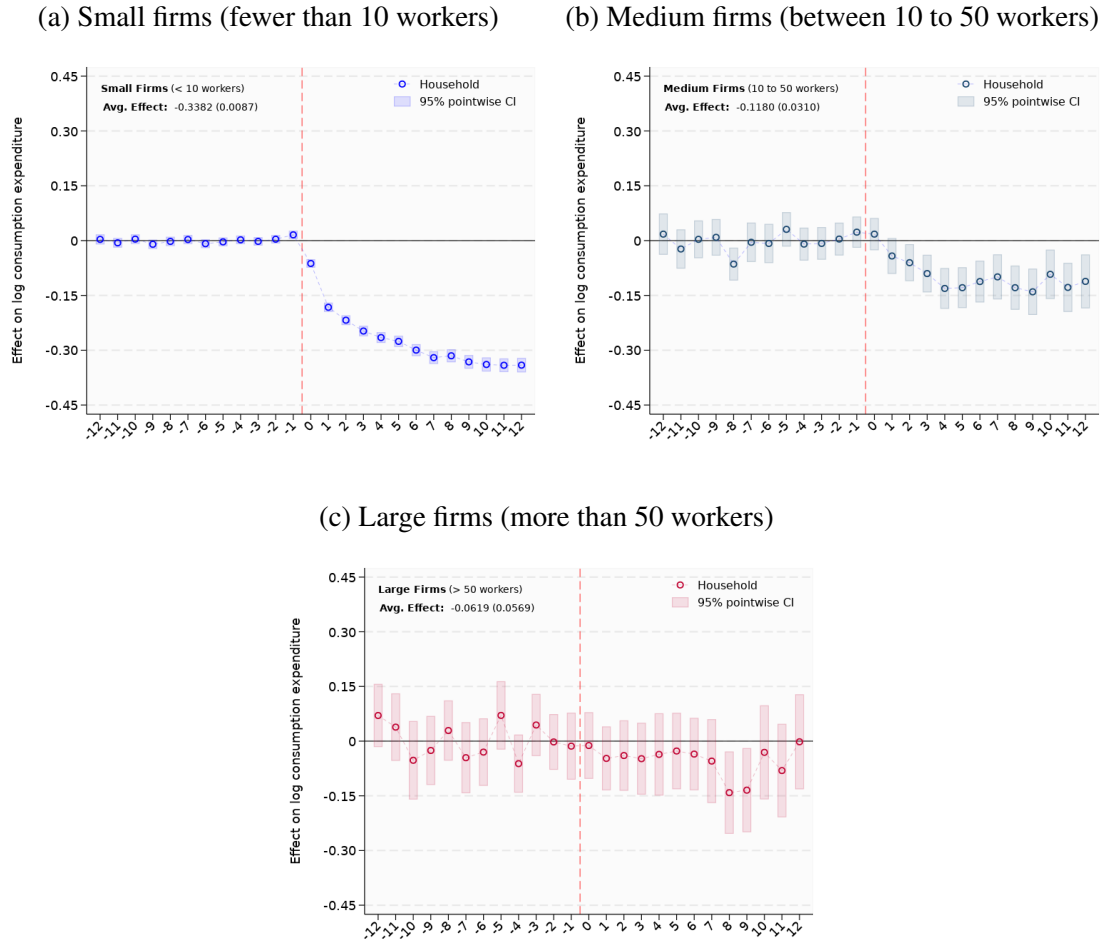 (a) Small firms (fewer than 10 workers)
0.45
0.30
0.15
0
-0.15
-0.30
-0.45
Effect on log consumption expenditure
Small Firms (< 10 workers)
Avg. Effect: -0.3382 (0.0087)
Household
95% pointwise CI
-12 -11 -10 -9 -8 -7 -6 -5 -4 -3 -2 -1 0 1 2 3 4 5 6 7 8 9 10 11 12
(b) Medium firms (between 10 to 50 workers)
0.45
0.30
0.15
0
-0.15
-0.30
-0.45
Effect on log consumption expenditure
Medium Firms (10 to 50 workers)
Avg. Effect: -0.1180 (0.0310)
Household
95% pointwise CI
-12 -11 -10 -9 -8 -7 -6 -5 -4 -3 -2 -1 0 1 2 3 4 5 6 7 8 9 10 11 12
(c) Large firms (more than 50 workers)
0.45
0.30
0.15
0
-0.15
-0.30
-0.45
Effect on log consumption expenditure
Large Firms (> 50 workers)
Avg. Effect: -0.0619 (0.0569)
Household
95% pointwise CI
-12 -11 -10 -9 -8 -7 -6 -5 -4 -3 -2 -1 0 1 2 3 4 5 6 7 8 9 10 11 12